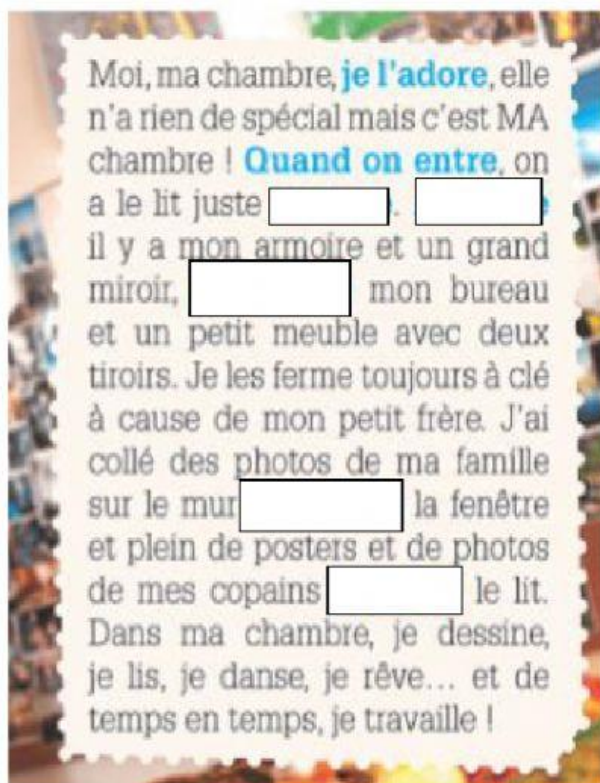 Moi, ma chambre, je l'adore, elle
n'a rien de spécial mais c'est MA
chambre ! Quand on entre, on
a le lit juste
il y a mon armoire et un grand
miroir, mon bureau
et un petit meuble avec deux
tiroirs. Je les ferme toujours à clé
à cause de mon petit frère. J'ai
collé des photos de ma famille
sur le mur la fenêtre
et plein de posters et de photos
de mes copains le lit.
Dans ma chambre, je dessine,
je lis, je danse, je rêve... et de
temps en temps, je travaille !